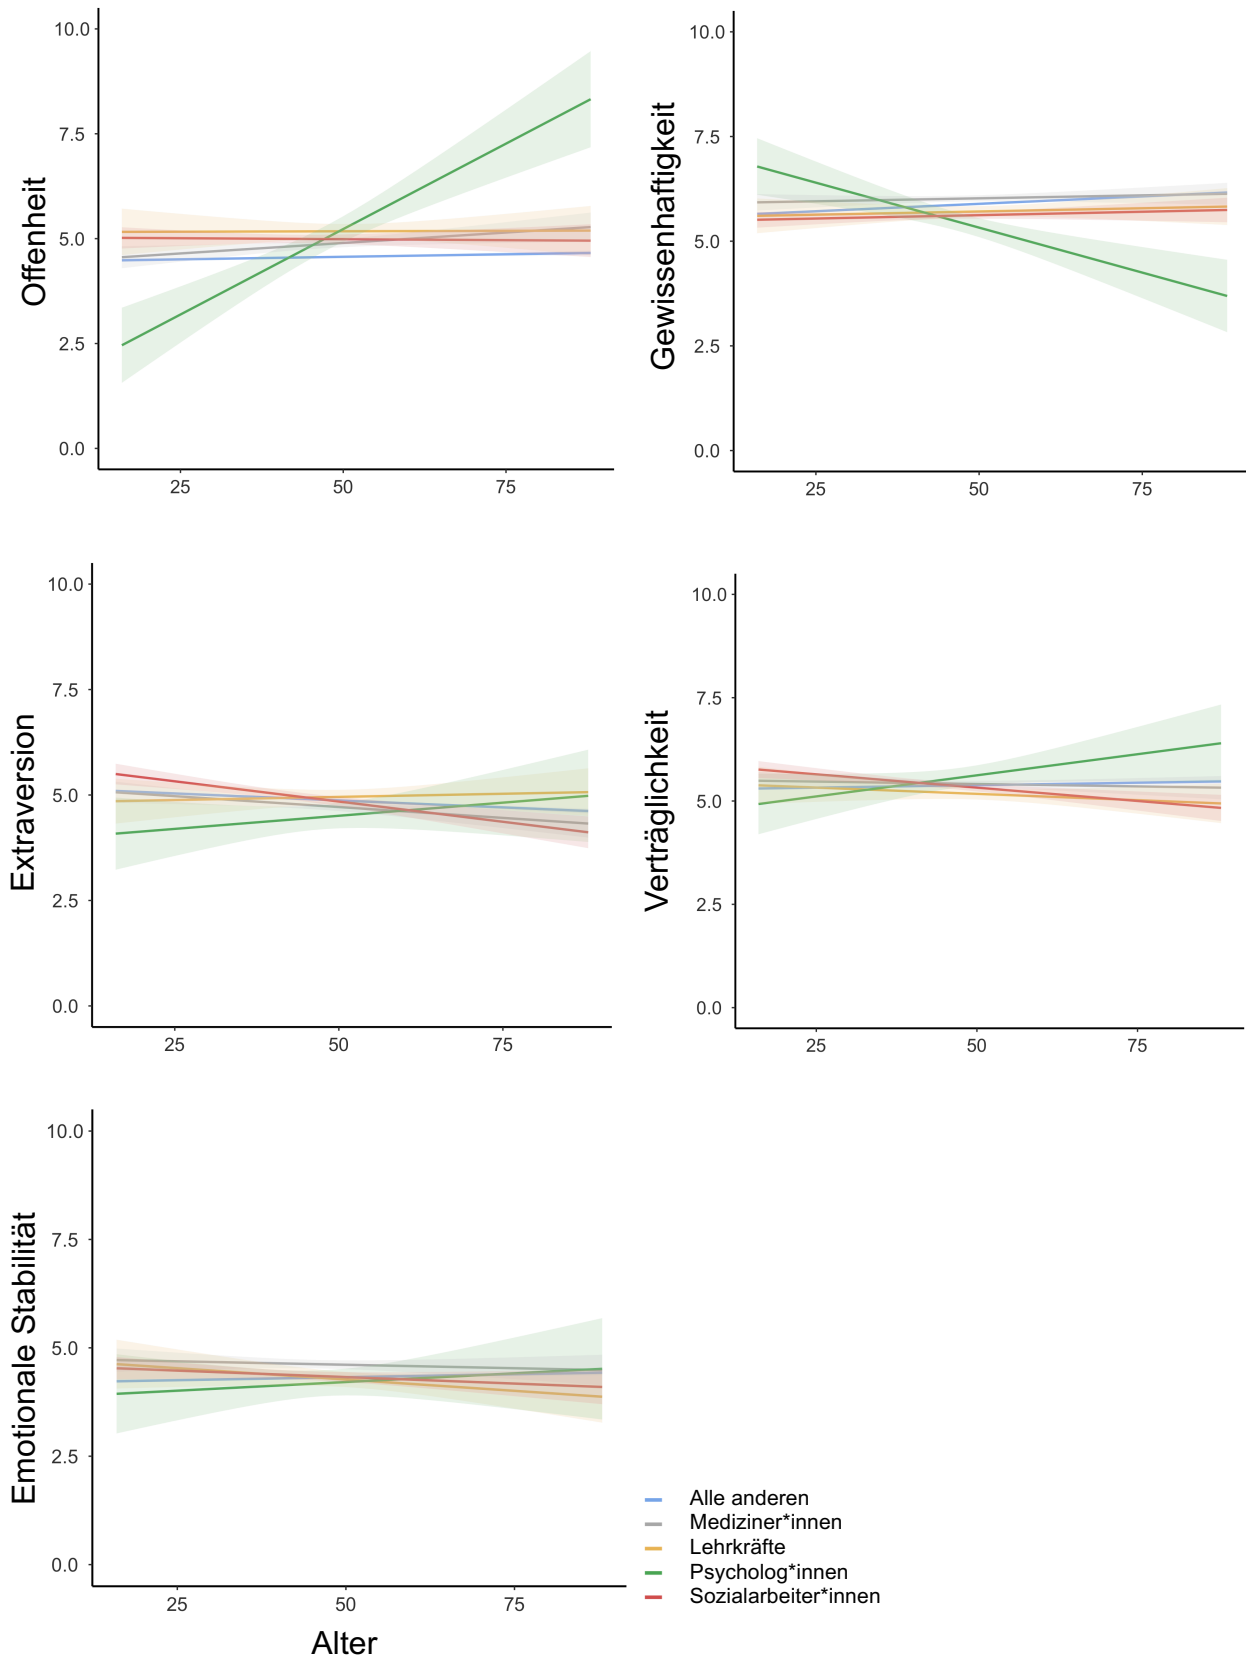 10.0
7.5
5.0
2.5
0.0
Offenheit
25 50 75
10.0
7.5
5.0
2.5
0.0
Gewissenhaftigkeit
25 50 75
10.0
7.5
5.0
2.5
0.0
Extraversion
25 50 75
10.0
7.5
5.0
2.5
0.0
Verträglichkeit
25 50 75
10.0
7.5
5.0
2.5
0.0
Emotionale Stabilität
25 50 75
Alter
Alle anderen
Mediziner*innen
Lehrkräfte
Psycholog*innen
Sozialarbeiter*innen